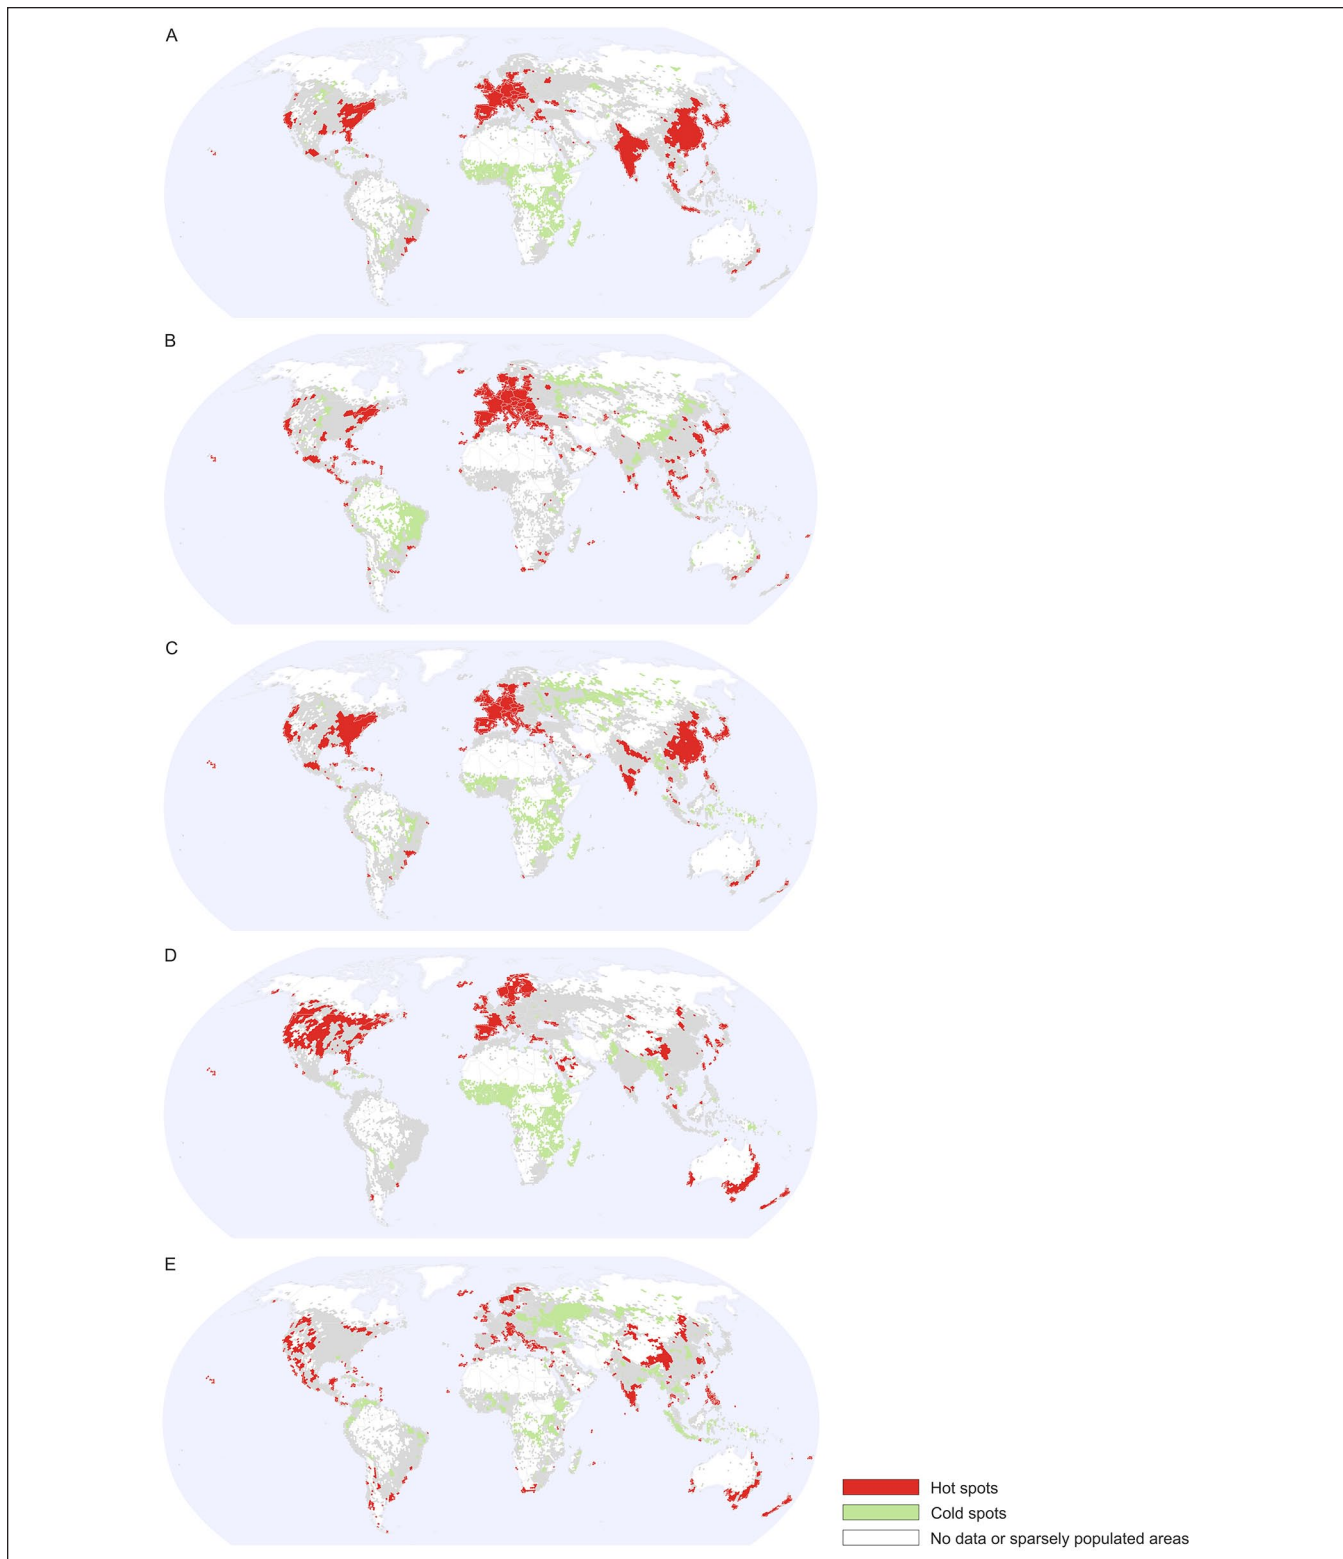 A
B
C
D
E
Hot spots
Cold spots
No data or sparsely populated areas